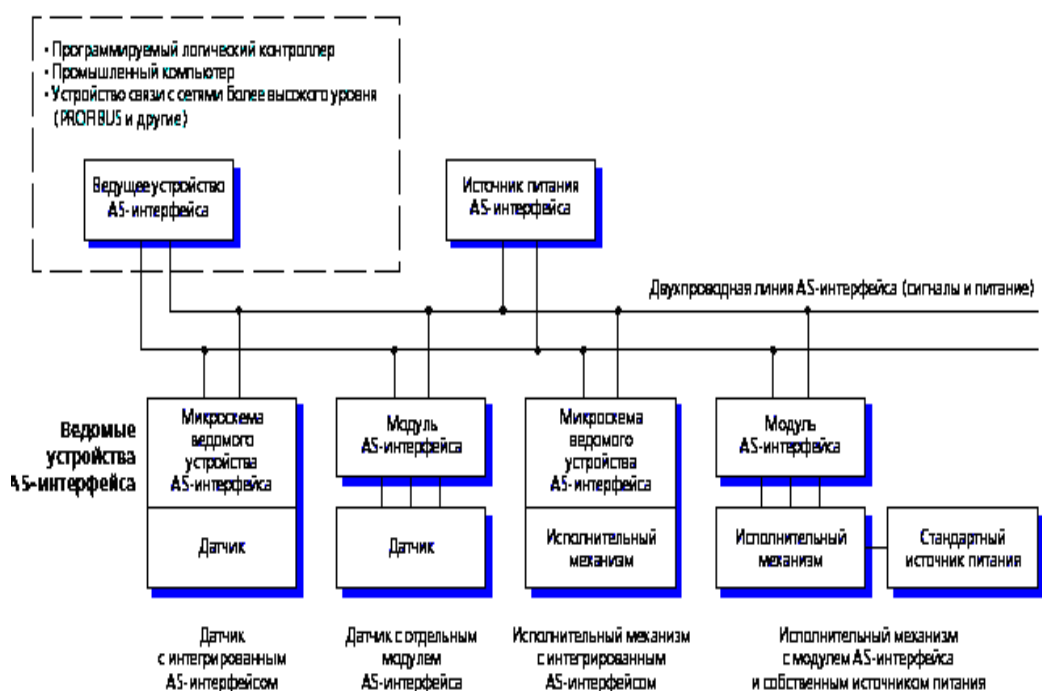 • Программируемый логический контроллер
• Промышленный компьютер
• Устройство связи с сетями более высокого уровня
(PROFIBUS и другие)
Ведущее устройство
AS-интерфейса
Источник питания
AS-интерфейса
Двухпроводная линия AS-интерфейса (сигналы и питание)
Ведомые
устройства
AS-интерфейса
Микросхема
ведомого
устройства
AS-интерфейса
Датчик
Модуль
AS-интерфейса
Датчик
Микросхема
ведомого
устройства
AS-интерфейса
Исполнительный
механизм
Модуль
AS-интерфейса
Исполнительный
механизм
Стандартный
источник питания
Датчик
с интегрированным
AS-интерфейсом
Датчик с отдельным
модулем
AS-интерфейса
Исполнительный механизм
с интегрированным
AS-интерфейсом
Исполнительный механизм
с модулем AS-интерфейса
и собственным источником питания